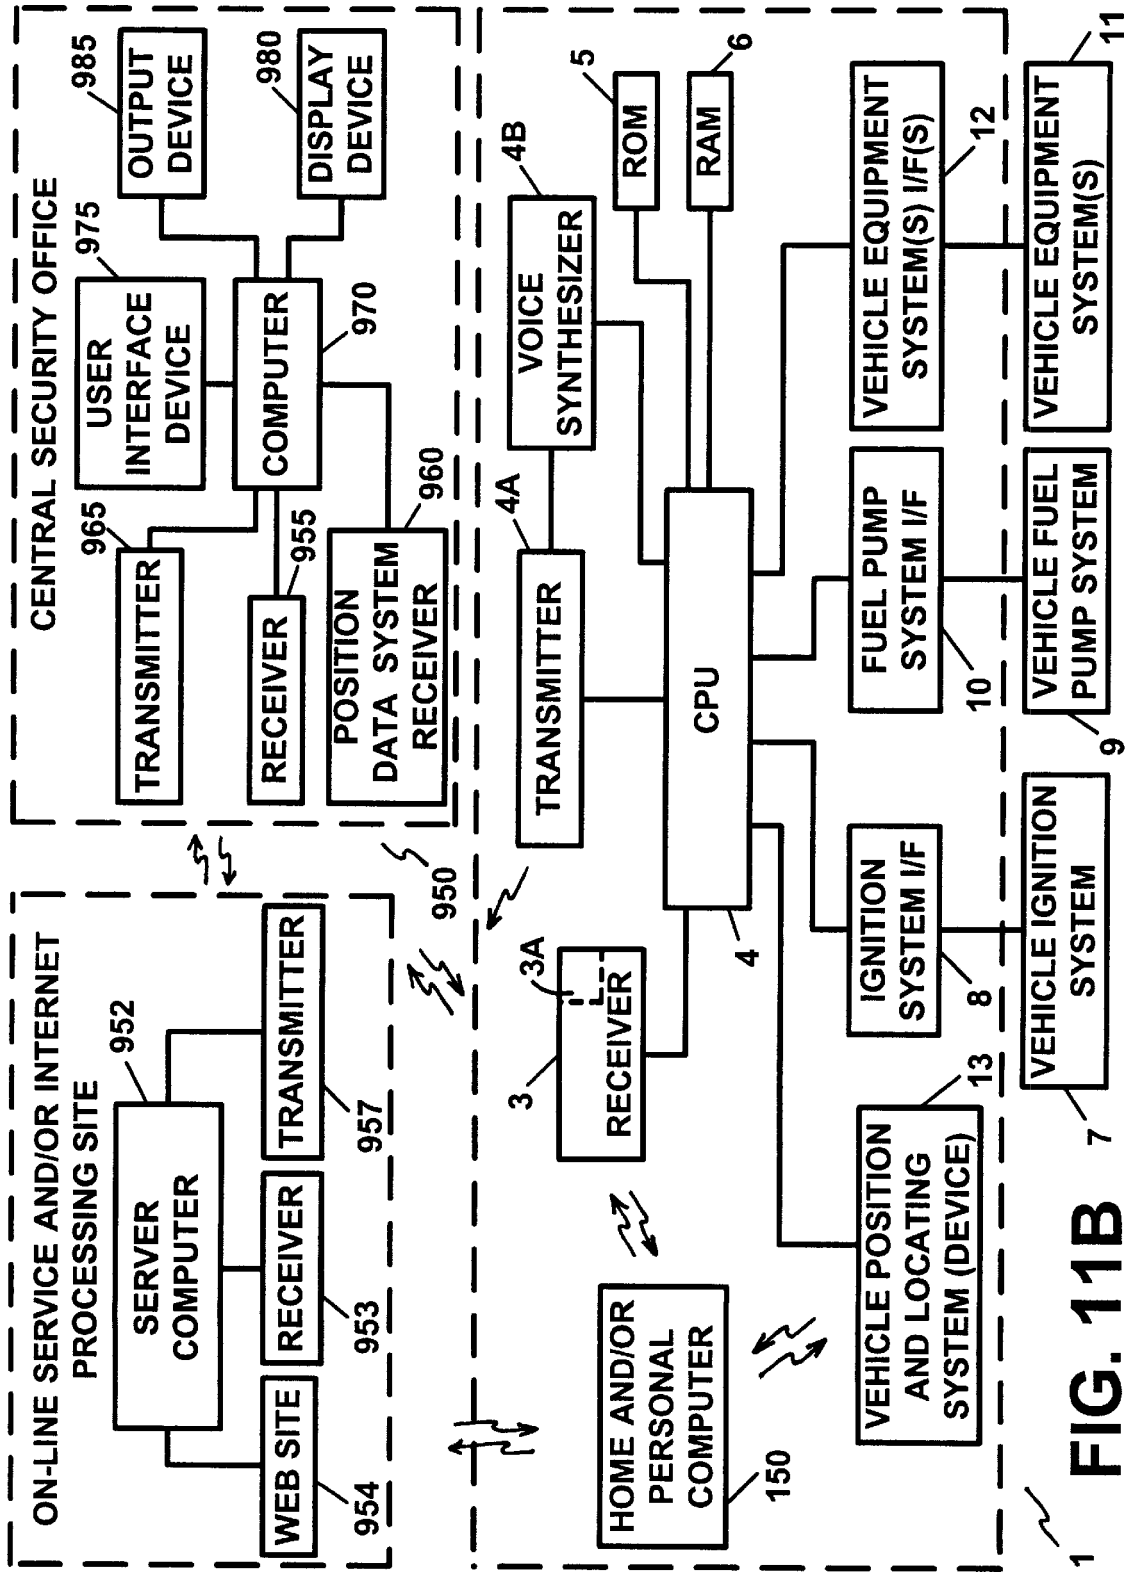 ON-LINE SERVICE AND/OR INTERNET
PROCESSING SITE
952
SERVER
COMPUTER
WEB SITE
954
RECEIVER
953
TRANSMITTER
957
CENTRAL SECURITY OFFICE
965
TRANSMITTER
975
USER
INTERFACE
DEVICE
985
OUTPUT
DEVICE
980
DISPLAY
DEVICE
COMPUTER
970
RECEIVER
955
POSITION
DATA SYSTEM
RECEIVER
960
950
HOME AND/OR
PERSONAL
COMPUTER
150
3
3A
RECEIVER
TRANSMITTER
4A
VOICE
SYNTHESIZER
4B
ROM
5
RAM
6
CPU
4
VEHICLE POSITION
AND LOCATING
SYSTEM (DEVICE)
13
IGNITION
SYSTEM I/F
8
FUEL PUMP
SYSTEM I/F
10
VEHICLE EQUIPMENT
SYSTEM(S) I/F(S)
12
VEHICLE IGNITION
SYSTEM
7
VEHICLE FUEL
PUMP SYSTEM
9
VEHICLE EQUIPMENT
SYSTEM(S)
11
1
FIG. 11B